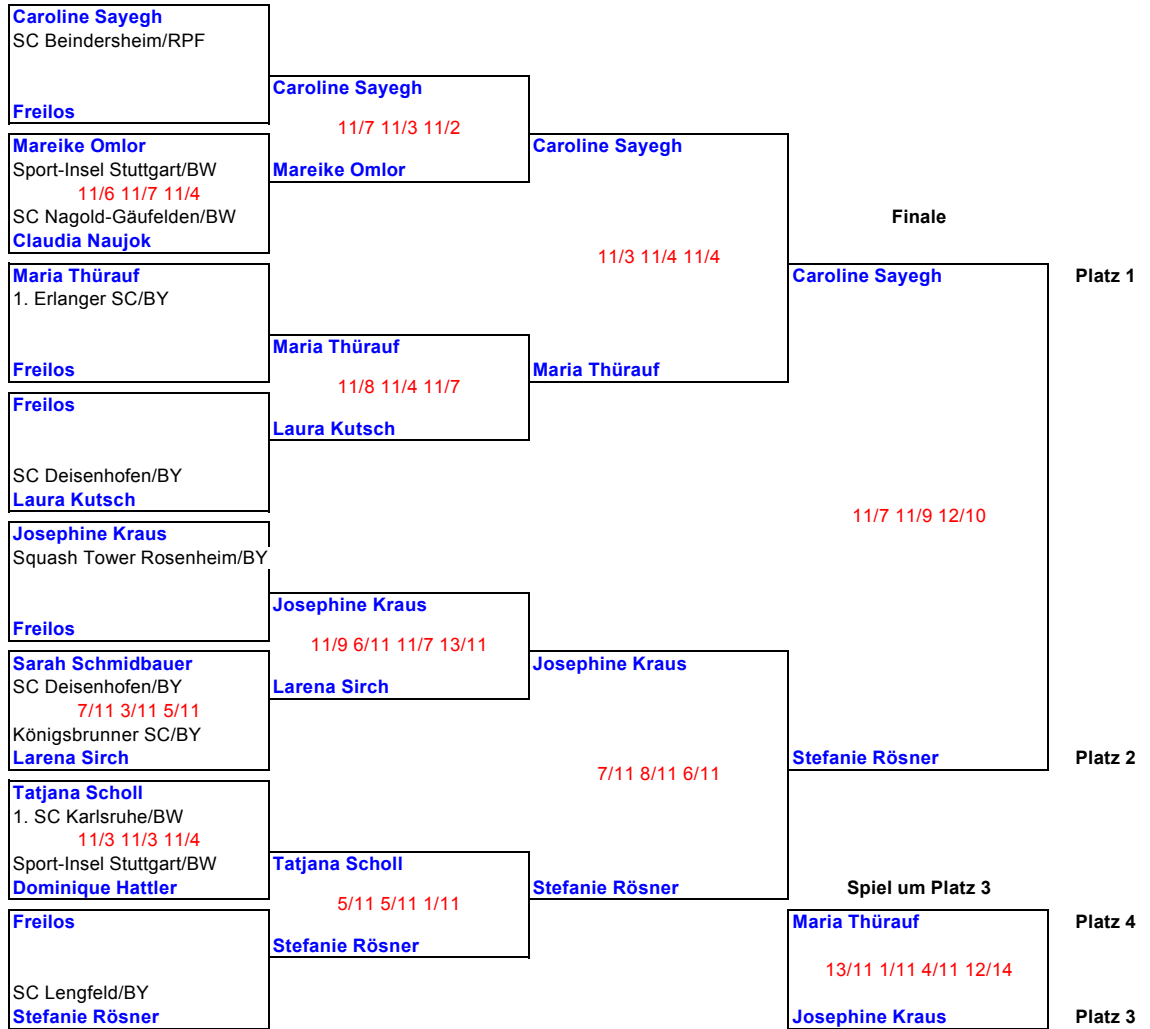 Caroline Sayegh
SC Beindersheim/RPF
Freilos
Mareike Omlor
Sport-Insel Stuttgart/BW
11/6 11/7 11/4
SC Nagold-Gäufelden/BW
Claudia Naujok
Maria Thürauf
1. Erlanger SC/BY
Freilos
Freilos
SC Deisenhofen/BY
Laura Kutsch
Josephine Kraus
Squash Tower Rosenheim/BY
Freilos
Sarah Schmidbauer
SC Deisenhofen/BY
7/11 3/11 5/11
Königsbrunner SC/BY
Larena Sirch
Tatjana Scholl
1. SC Karlsruhe/BW
11/3 11/3 11/4
Sport-Insel Stuttgart/BW
Dominique Hattler
Freilos
SC Lengfeld/BY
Stefanie Rösner
Caroline Sayegh
11/7 11/3 11/2
Mareike Omlor
Maria Thürauf
11/8 11/4 11/7
Laura Kutsch
Josephine Kraus
11/9 6/11 11/7 13/11
Larena Sirch
Tatjana Scholl
5/11 5/11 1/11
Stefanie Rösner
Caroline Sayegh
11/3 11/4 11/4
Maria Thürauf
Josephine Kraus
7/11 8/11 6/11
Stefanie Rösner
Finale
Caroline Sayegh
Platz 1
11/7 11/9 12/10
Stefanie Rösner
Platz 2
Spiel um Platz 3
Maria Thürauf
Platz 4
13/11 1/11 4/11 12/14
Josephine Kraus
Platz 3